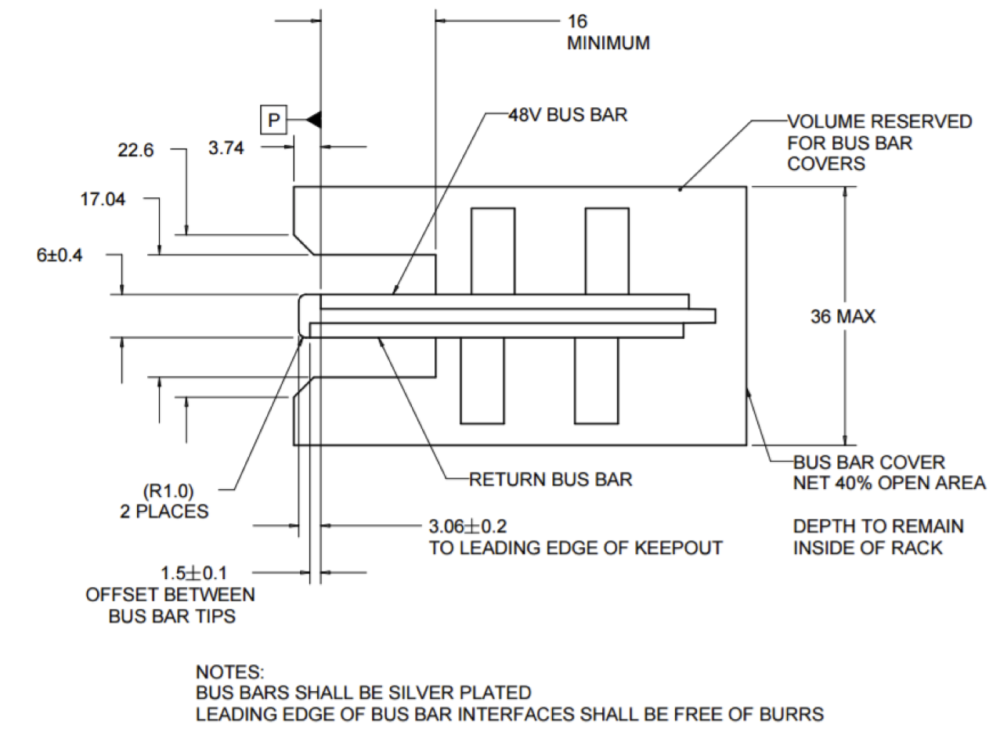 16
MINIMUM
P
48V BUS BAR
VOLUME RESERVED
FOR BUS BAR
COVERS
22.6
3.74
17.04
6±0.4
36 MAX
BUS BAR COVER
NET 40% OPEN AREA
DEPTH TO REMAIN
INSIDE OF RACK
RETURN BUS BAR
(R1.0)
2 PLACES
3.06±0.2
TO LEADING EDGE OF KEEPOUT
1.5±0.1
OFFSET BETWEEN
BUS BAR TIPS
NOTES:
BUS BARS SHALL BE SILVER PLATED
LEADING EDGE OF BUS BAR INTERFACES SHALL BE FREE OF BURRS